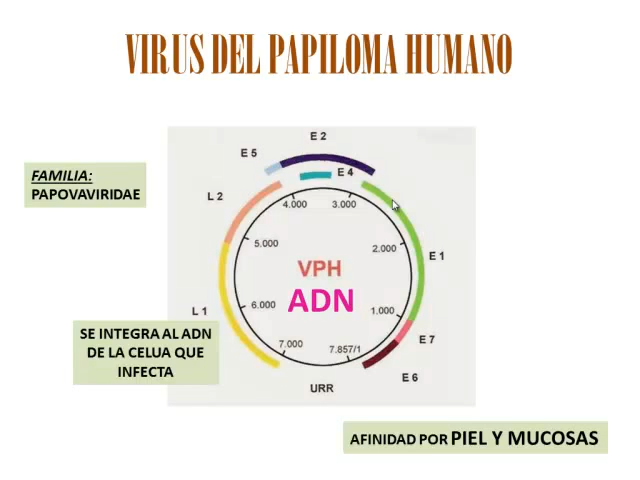 VIRUS DEL PAPILOMA HUMANO
E 2
E 5
E 4
FAMILIA:
PAPOVAVIRIDAE
L 2
4.000
3.000
5.000
2.000
E 1
VPH
ADN
6.000
1.000
L 1
SE INTEGRA AL ADN
DE LA CELUA QUE
INFECTA
7.000
7.857/1
E 7
E 6
URR
AFINIDAD POR PIEL Y MUCOSAS